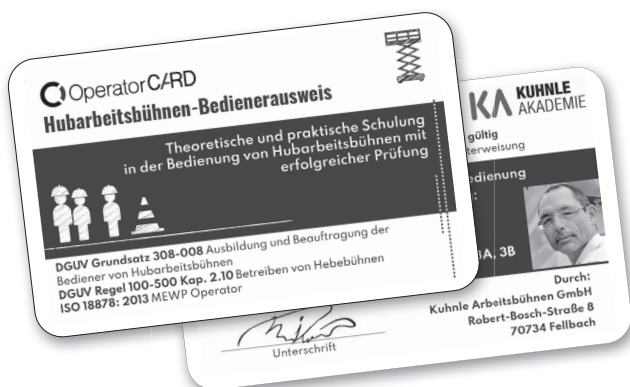 OperatorCARD
Hubarbeitsbühnen-Bedienerausweis
Theoretische und praktische Schulung
in der Bedienung von Hubarbeitsbühnen mit
erfolgreicher Prüfung
DGUV Grundsatz 308-008 Ausbildung und Beauftragung der
Bediener von Hubarbeitsbühnen
DGUV Regel 100-500 Kap. 2.10 Betreiben von Hebebühnen
ISO 18878: 2013 MEWP Operator
KA KUHNLE
AKADEMIE
gültig
terweisung
edienung
:
3A, 3B
Durch:
Kuhnle Arbeitsbühnen GmbH
Robert-Bosch-Straße 8
70734 Fellbach
Unterschrift